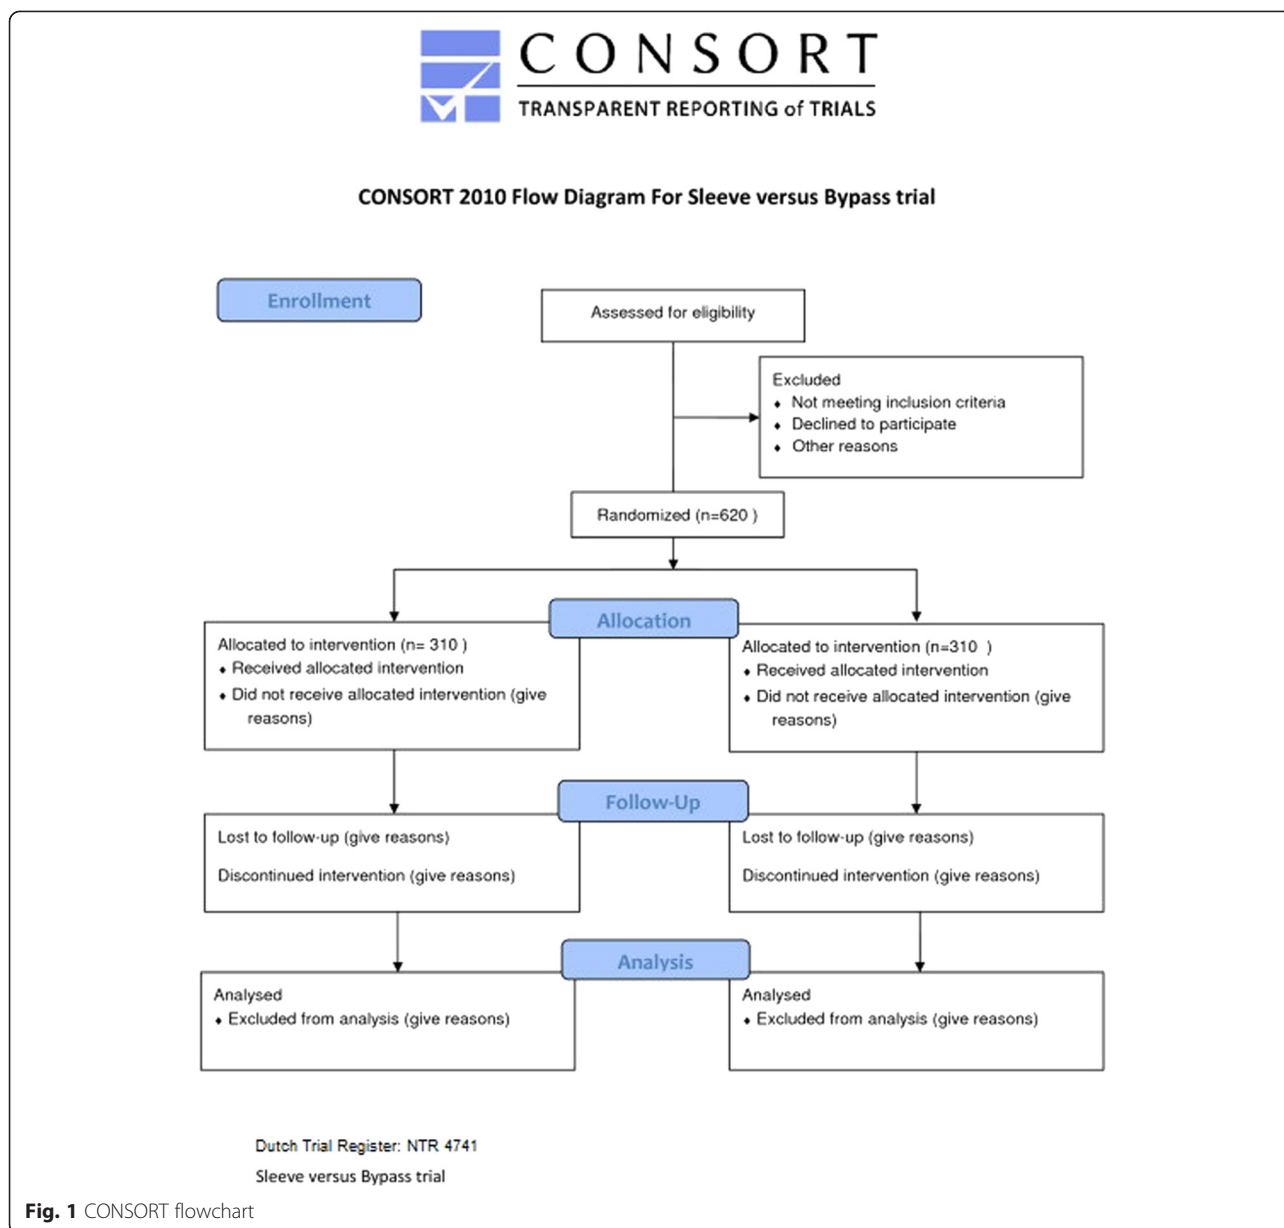 CONSORT
TRANSPARENT REPORTING of TRIALS
CONSORT 2010 Flow Diagram For Sleeve versus Bypass trial
Enrollment
Assessed for eligibility
Excluded
♦ Not meeting inclusion criteria
♦ Declined to participate
♦ Other reasons
Randomized (n=620 )
Allocation
Allocated to intervention (n= 310 )
♦ Received allocated intervention
♦ Did not receive allocated intervention (give
reasons)
Allocated to intervention (n=310 )
♦ Received allocated intervention
♦ Did not receive allocated intervention (give
reasons)
Follow-Up
Lost to follow-up (give reasons)
Discontinued intervention (give reasons)
Lost to follow-up (give reasons)
Discontinued intervention (give reasons)
Analysis
Analysed
♦ Excluded from analysis (give reasons)
Analysed
♦ Excluded from analysis (give reasons)
Dutch Trial Register: NTR 4741
Sleeve versus Bypass trial
Fig. 1 CONSORT flowchart